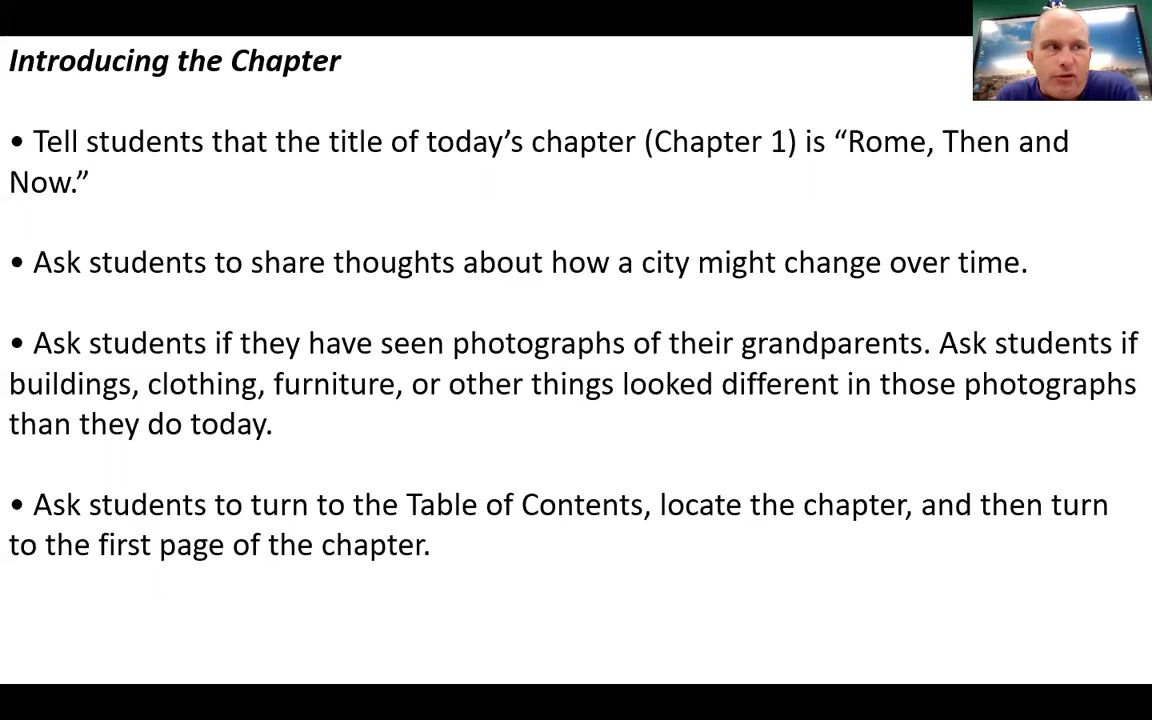 Introducing the Chapter
• Tell students that the title of today’s chapter (Chapter 1) is “Rome, Then and
Now.”
• Ask students to share thoughts about how a city might change over time.
• Ask students if they have seen photographs of their grandparents. Ask students if
buildings, clothing, furniture, or other things looked different in those photographs
than they do today.
• Ask students to turn to the Table of Contents, locate the chapter, and then turn
to the first page of the chapter.